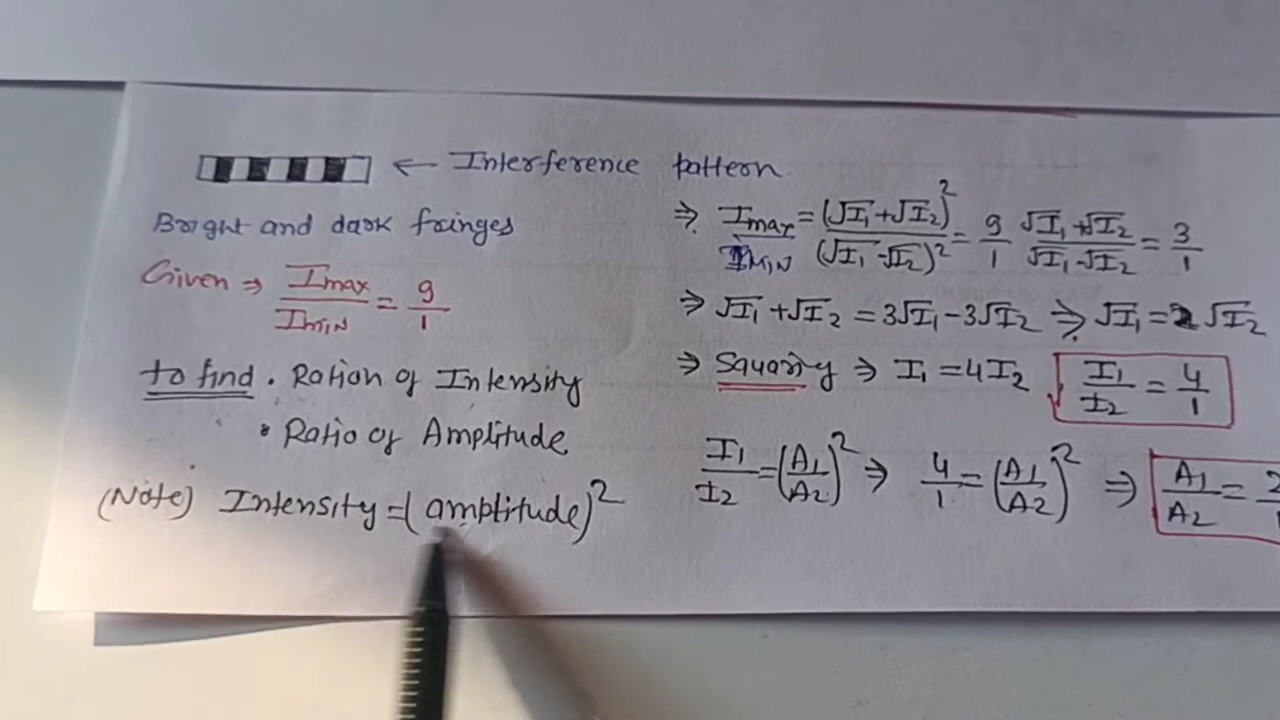 ← Interference pattern.
Bright and dark fringes
Given ⇒ Imax/IMIN = 9/1
to find • Ration of Intensity
• Ratio of Amplitude
(Note) Intensity = (amplitude)²
⇒ Imax/IMIN = (√I₁+√I₂)²/(√I₁-√I₂)² = 9/1 √I₁+√I₂/√I₁-√I₂ = 3/1
⇒ √I₁+√I₂ = 3√I₁-3√I₂ ⇒ √I₁ = 2√I₂
⇒ Squaring ⇒ I₁ = 4I₂ I₁/I₂ = 4/1
I₁/I₂ = (A₁/A₂)² ⇒ 4/1 = (A₁/A₂)² ⇒ A₁/A₂ = 2/1